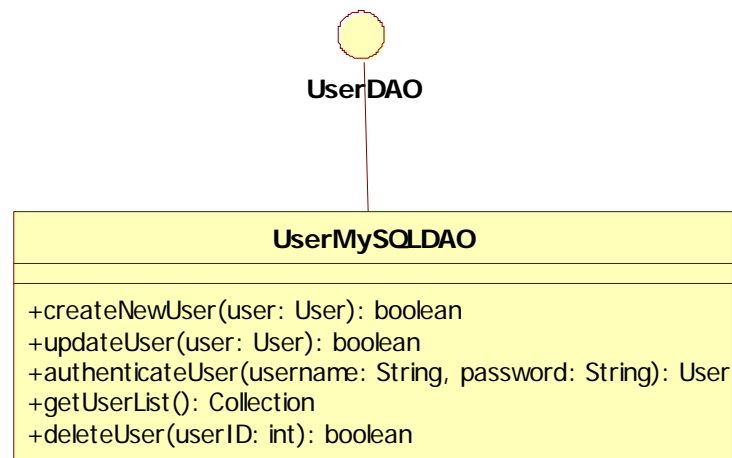 UserDAO
UserMySQLDAO
+createNewUser(user: User): boolean
+updateUser(user: User): boolean
+authenticateUser(username: String, password: String): User
+getUserList(): Collection
+deleteUser(userID: int): boolean